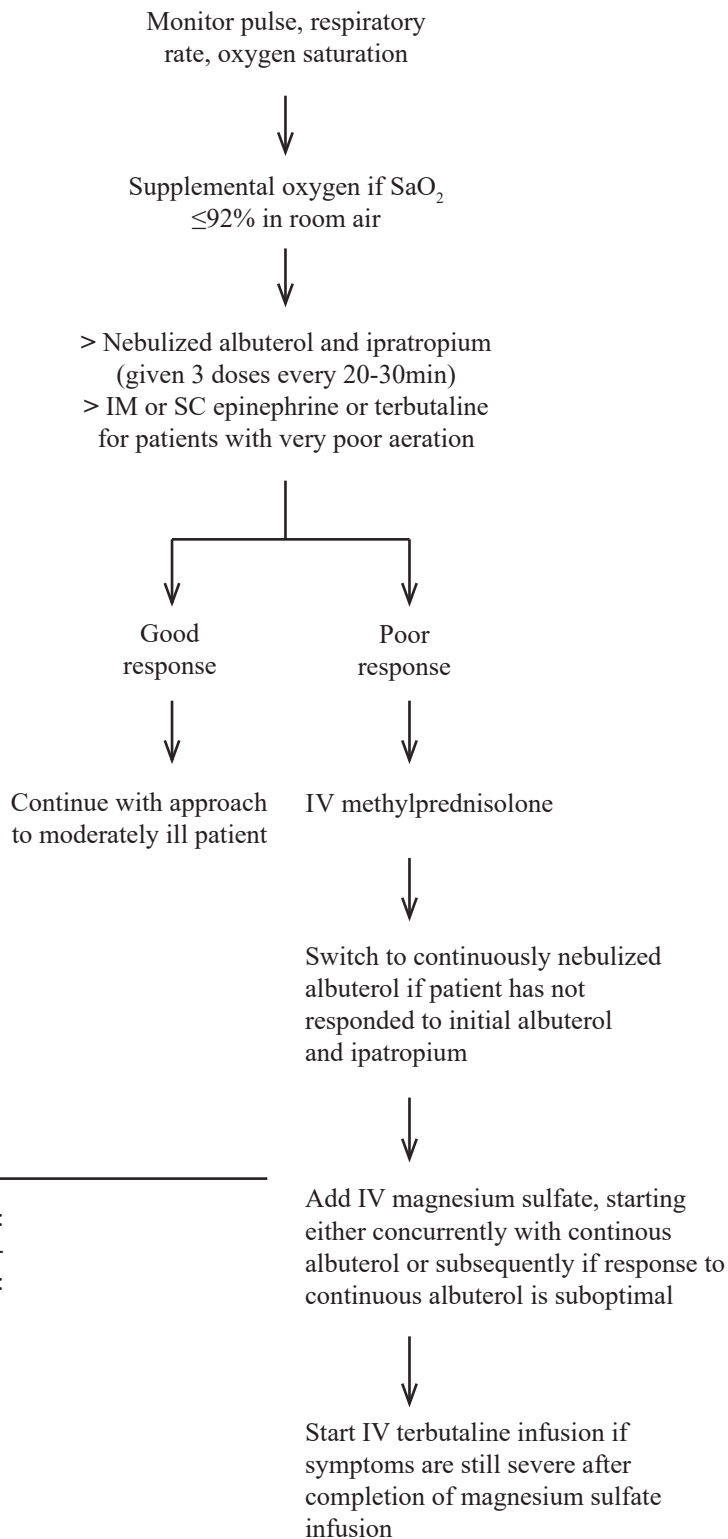 Monitor pulse, respiratory
rate, oxygen saturation
Supplemental oxygen if SaO₂
≤92% in room air
> Nebulized albuterol and ipratropium
(given 3 doses every 20-30min)
> IM or SC epinephrine or terbutaline
for patients with very poor aeration
Good
response
Poor
response
Continue with approach
to moderately ill patient
IV methylprednisolone
Switch to continuously nebulized
albuterol if patient has not
responded to initial albuterol
and ipatropium
Add IV magnesium sulfate, starting
either concurrently with continous
albuterol or subsequently if response to
continuous albuterol is suboptimal
Start IV terbutaline infusion if
symptoms are still severe after
completion of magnesium sulfate
infusion